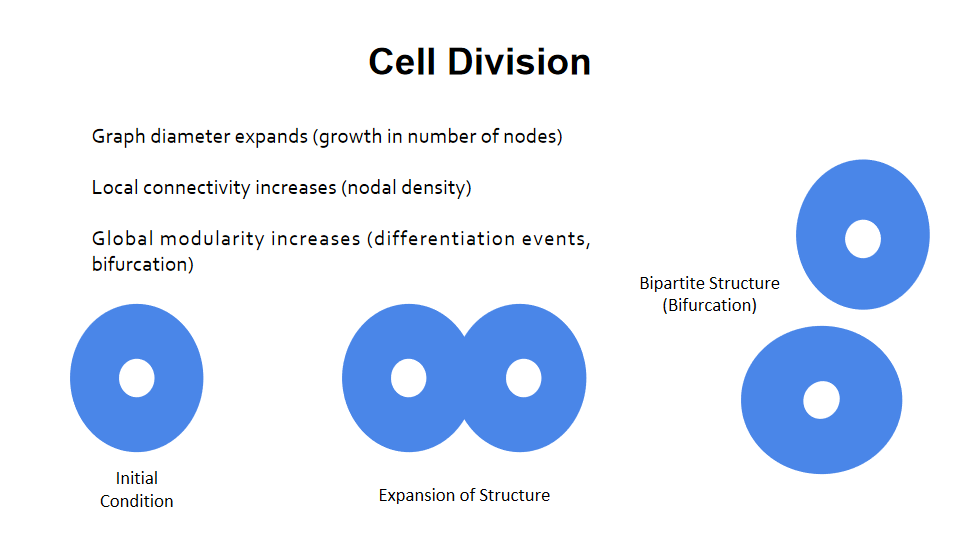 Cell Division
Graph diameter expands (growth in number of nodes)
Local connectivity increases (nodal density)
Global modularity increases (differentiation events,
bifurcation)
Bipartite Structure
(Bifurcation)
Initial
Condition
Expansion of Structure